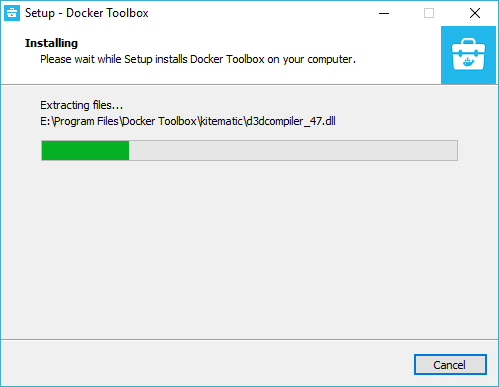 Setup - Docker Toolbox
Installing
Please wait while Setup installs Docker Toolbox on your computer.
Extracting files...
E:\Program Files\Docker Toolbox\kitematic\d3dcompiler_47.dll
Cancel